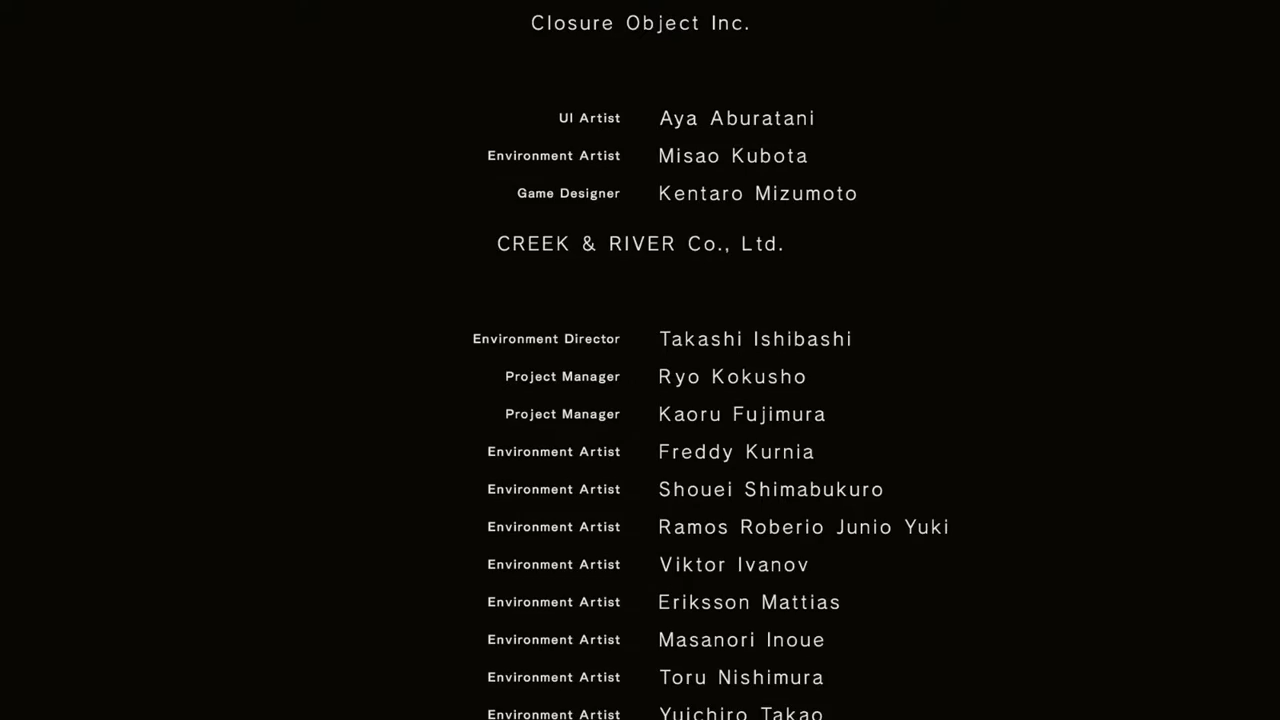 Closure Object Inc.
UI Artist Aya Aburatani
Environment Artist Misao Kubota
Game Designer Kentaro Mizumoto
CREEK & RIVER Co., Ltd.
Environment Director Takashi Ishibashi
Project Manager Ryo Kokusho
Project Manager Kaoru Fujimura
Environment Artist Freddy Kurnia
Environment Artist Shouei Shimabukuro
Environment Artist Ramos Roberio Junio Yuki
Environment Artist Viktor Ivanov
Environment Artist Eriksson Mattias
Environment Artist Masanori Inoue
Environment Artist Toru Nishimura
Environment Artist Yuichiro Takao